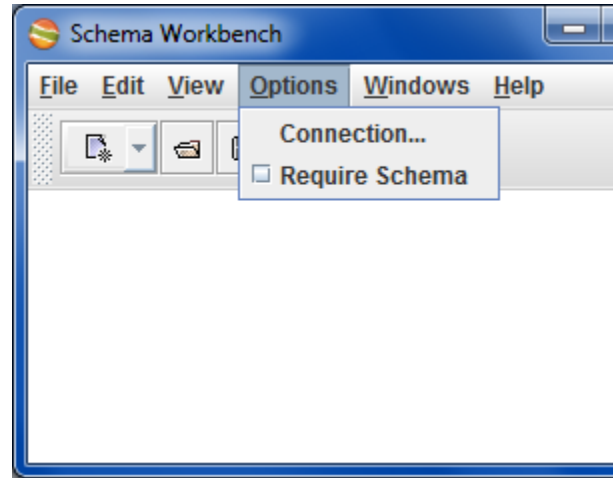 Schema Workbench
File Edit View Options Windows Help
Connection...
Require Schema